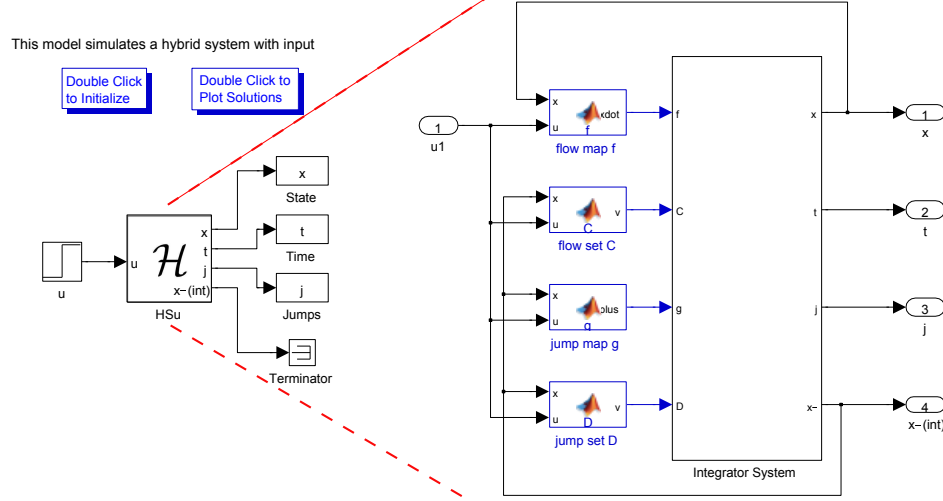 This model simulates a hybrid system with input
Double Click
to Initialize
Double Click to
Plot Solutions
u
u
H
x
t
j
x-(int)
HSu
x
State
t
Time
j
Jumps
Terminator
1
u1
x
u
f
xdot
flow map f
x
u
C
v
flow set C
x
u
g
plus
jump map g
x
u
D
v
jump set D
f
C
g
D
x
t
j
x-
Integrator System
1
x
2
t
3
j
4
x-(int)